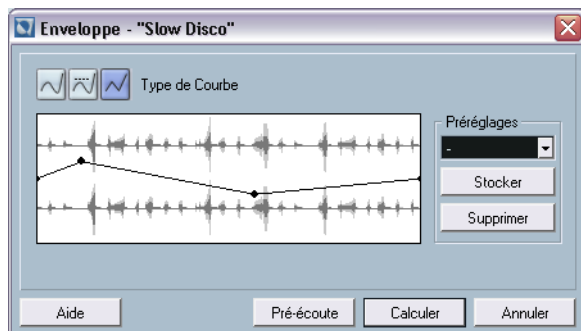 Enveloppe - "Slow Disco"
Type de Courbe
Préréglages
-
Stocker
Supprimer
Aide
Pré-écoute
Calculer
Annuler